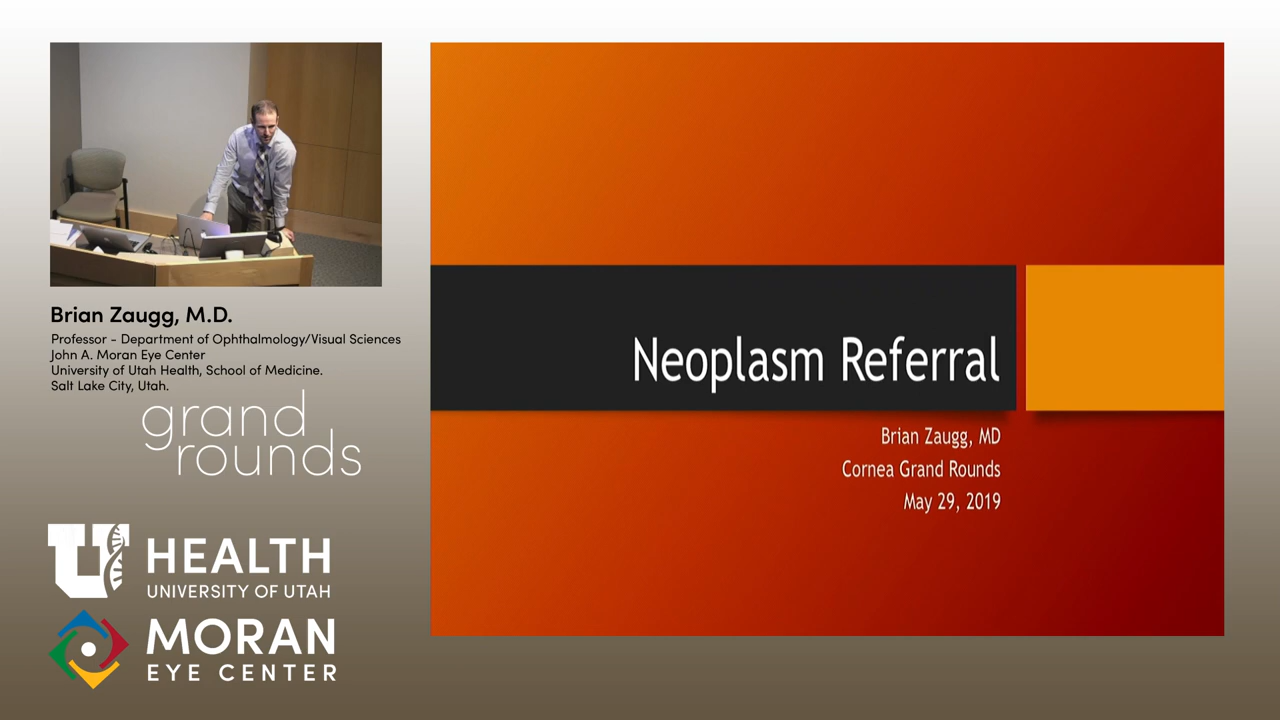 Brian Zaugg, M.D.
Professor - Department of Ophthalmology/Visual Sciences
John A. Moran Eye Center
University of Utah Health, School of Medicine.
Salt Lake City, Utah.
grand
rounds
U HEALTH
UNIVERSITY OF UTAH
MORAN
EYE CENTER
Neoplasm Referral
Brian Zaugg, MD
Cornea Grand Rounds
May 29, 2019